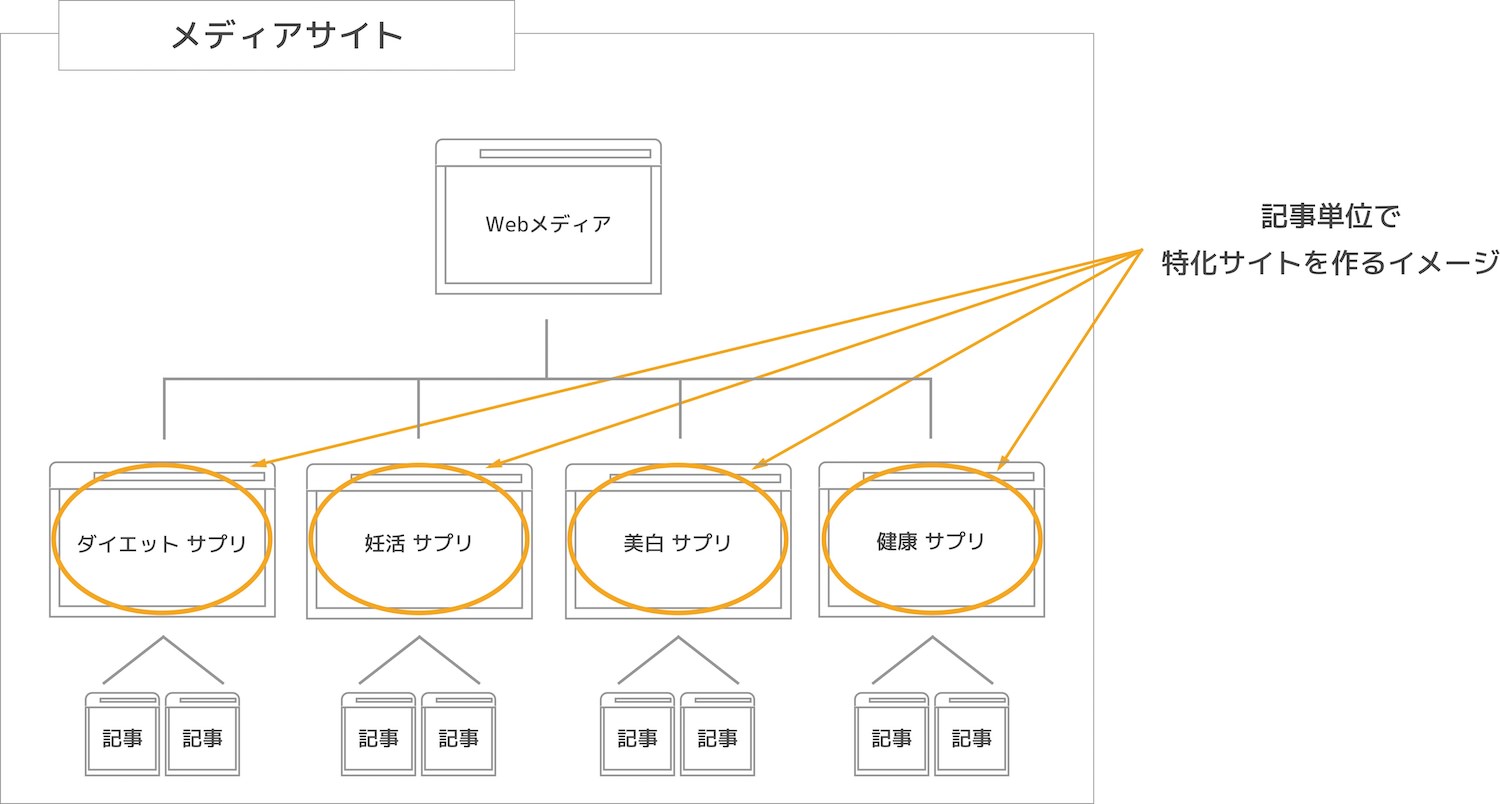 メディアサイト
Webメディア
記事単位で
特化サイトを作るイメージ
ダイエット サプリ
妊活 サプリ
美白 サプリ
健康 サプリ
記事
記事
記事
記事
記事
記事
記事
記事